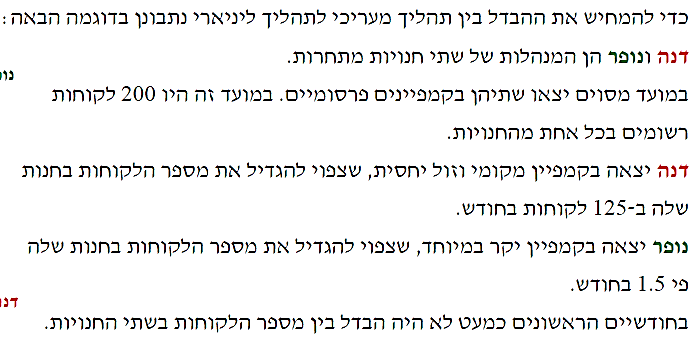 כדי להמחיש את ההבדל בין תהליך מעריכי לתהליך ליניארי נתבונן בדוגמה הבאה:
דנה ונופר הן המנהלות של שתי חנויות מתחרות.
במועד מסוים יצאו שתיהן בקמפיינים פרסומיים. במועד זה היו 200 לקוחות
רשומים בכל אחת מהחנויות.
דנה יצאה בקמפיין מקומי וזול יחסית, שצפוי להגדיל את מספר הלקוחות בחנות
שלה ב-125 לקוחות בחודש.
נופר יצאה בקמפיין יקר במיוחד, שצפוי להגדיל את מספר הלקוחות בחנות שלה
פי 1.5 בחודש.
בחודשיים הראשונים כמעט לא היה הבדל בין מספר הלקוחות בשתי החנויות.